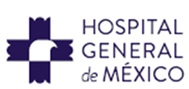 HOSPITAL
GENERAL
de MÉXICO